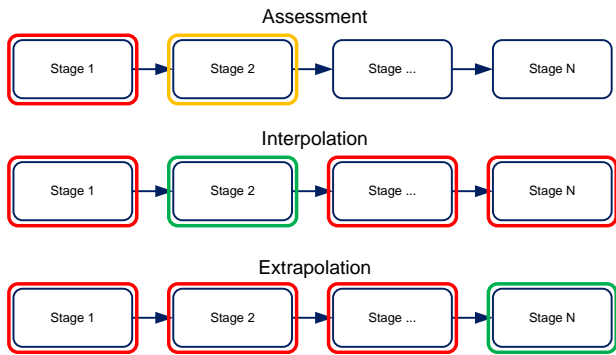 Assessment
Stage 1 Stage 2 Stage ... Stage N
Interpolation
Stage 1 Stage 2 Stage ... Stage N
Extrapolation
Stage 1 Stage 2 Stage ... Stage N